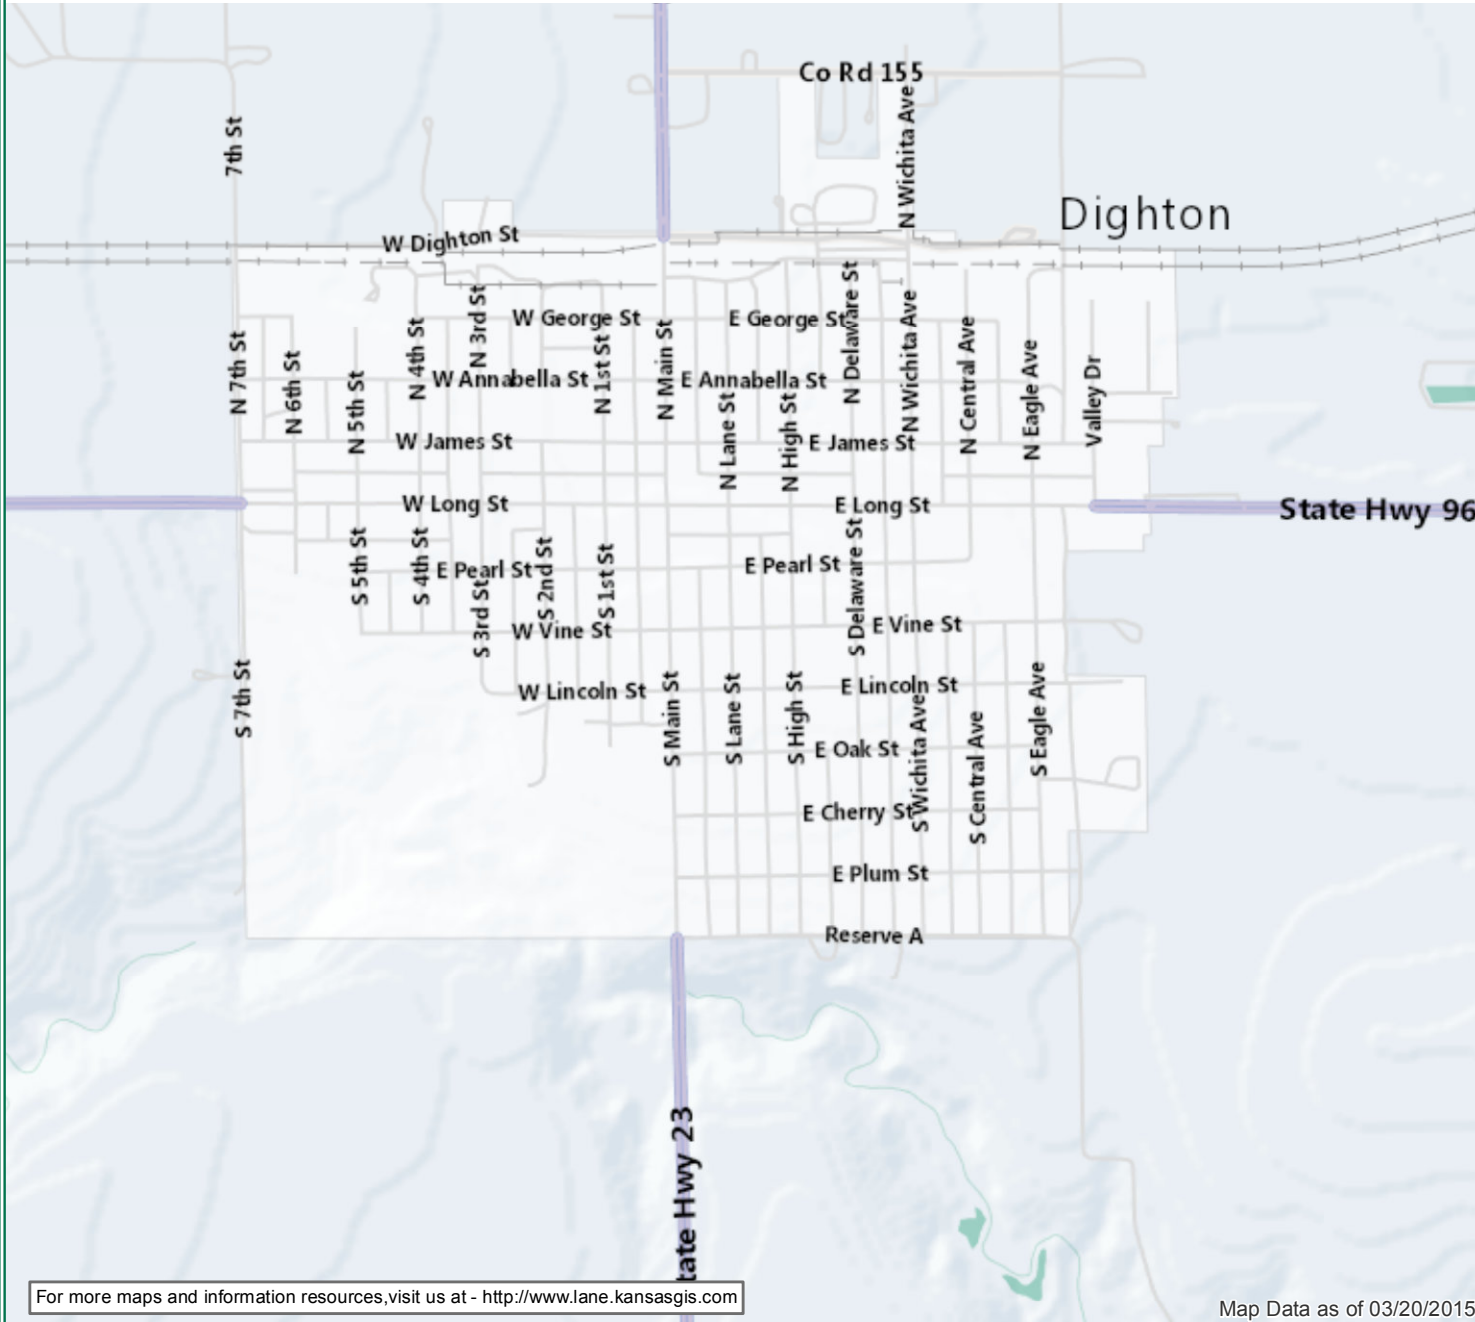 Co Rd 155
7th St
N Wichita Ave
Dighton
W Dighton St
N 3rd St
W George St
E George St
N Delaware St
N 7th St
N 6th St
N 5th St
N 4th St
W Annabella St
N 1st St
N Main St
E Annabella St
N Wichita Ave
N Central Ave
N Eagle Ave
Valley Dr
W James St
N Lane St
N High St
E James St
W Long St
E Long St
State Hwy 96
S 5th St
S 4th St
E Pearl St
S 3rd St
S 2nd St
S 1st St
E Pearl St
S Delaware St
W Vine St
E Vine St
S 7th St
W Lincoln St
S Main St
S Lane St
S High St
E Lincoln St
S Wichita Ave
S Central Ave
S Eagle Ave
E Oak St
E Cherry St
E Plum St
Reserve A
tate Hwy 23
For more maps and information resources,visit us at - http://www.lane.kansasgis.com
Map Data as of 03/20/2015